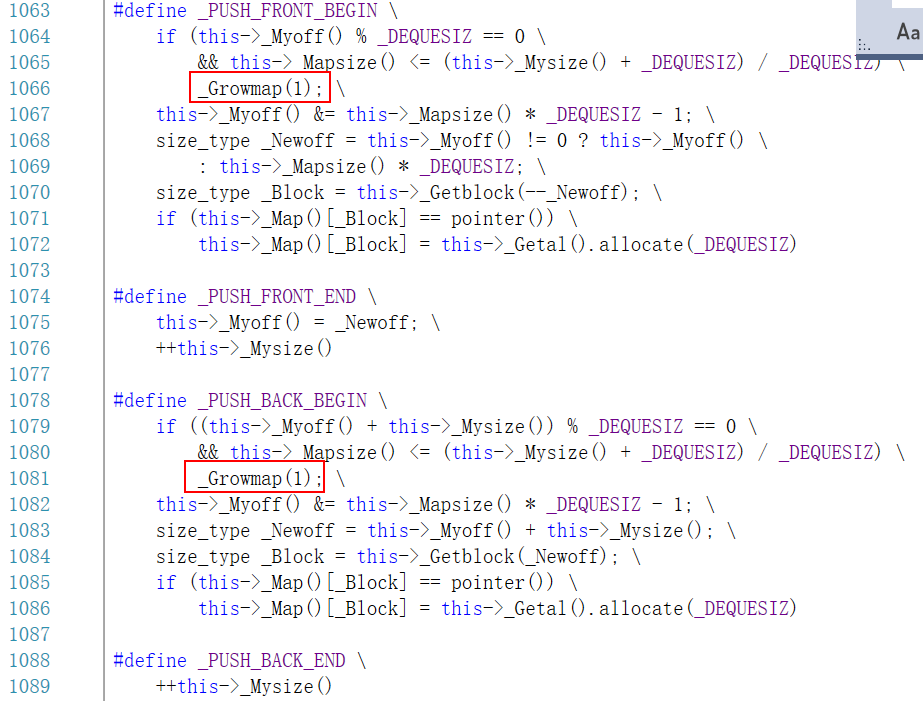 1063 #define _PUSH_FRONT_BEGIN \
Aa
1064     if (this->_Myoff() % _DEQUESIZ == 0 \
1065         && this->_Mapsize() <= (this->_Mysize() + _DEQUESIZ) / _DEQUESIZ) \
1066         _Growmap(1); \
1067     this->_Myoff() &= this->_Mapsize() * _DEQUESIZ - 1; \
1068     size_type _Newoff = this->_Myoff() != 0 ? this->_Myoff() \
1069         : this->_Mapsize() * _DEQUESIZ; \
1070     size_type _Block = this->_Getblock(--_Newoff); \
1071     if (this->_Map()[_Block] == pointer()) \
1072         this->_Map()[_Block] = this->_Getal().allocate(_DEQUESIZ)
1073
1074 #define _PUSH_FRONT_END \
1075     this->_Myoff() = _Newoff; \
1076     ++this->_Mysize()
1077
1078 #define _PUSH_BACK_BEGIN \
1079     if ((this->_Myoff() + this->_Mysize()) % _DEQUESIZ == 0 \
1080         && this->_Mapsize() <= (this->_Mysize() + _DEQUESIZ) / _DEQUESIZ) \
1081         _Growmap(1); \
1082     this->_Myoff() &= this->_Mapsize() * _DEQUESIZ - 1; \
1083     size_type _Newoff = this->_Myoff() + this->_Mysize(); \
1084     size_type _Block = this->_Getblock(_Newoff); \
1085     if (this->_Map()[_Block] == pointer()) \
1086         this->_Map()[_Block] = this->_Getal().allocate(_DEQUESIZ)
1087
1088 #define _PUSH_BACK_END \
1089     ++this->_Mysize()